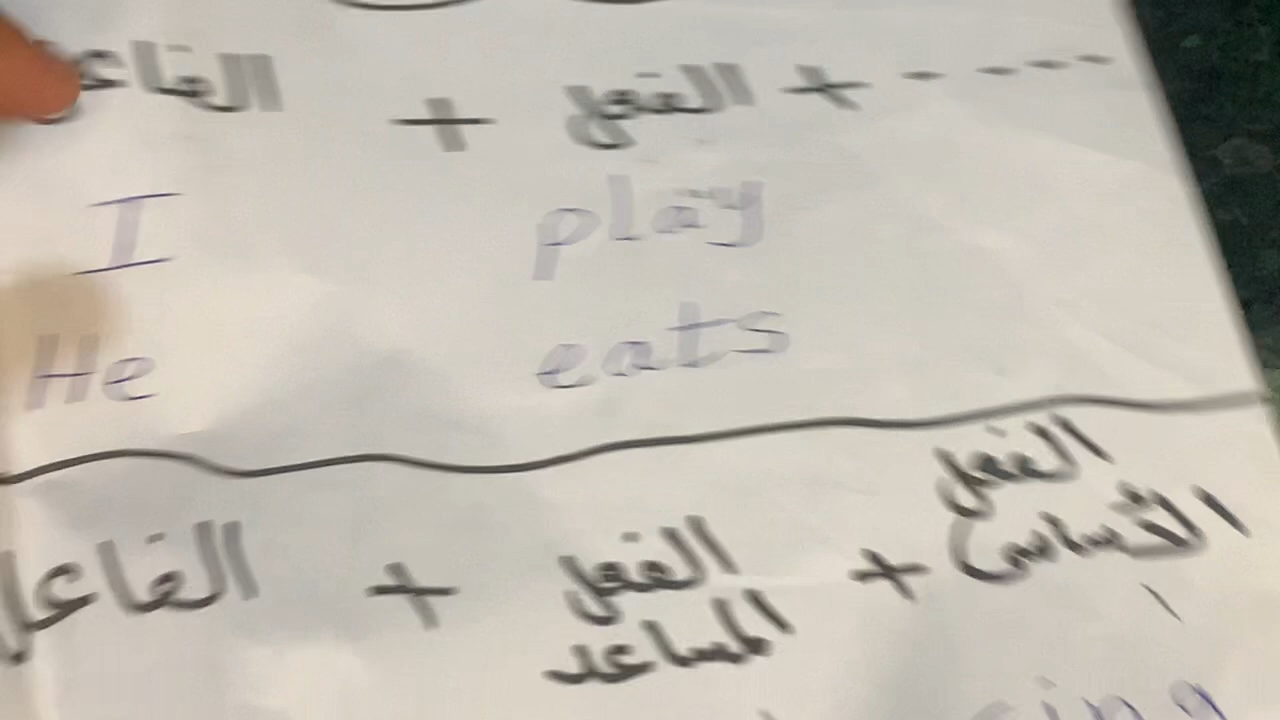 الفاعل + الفعل + - - - - -
I play
He eats
الفاعل + الفعل المساعد + الفعل الأساسي